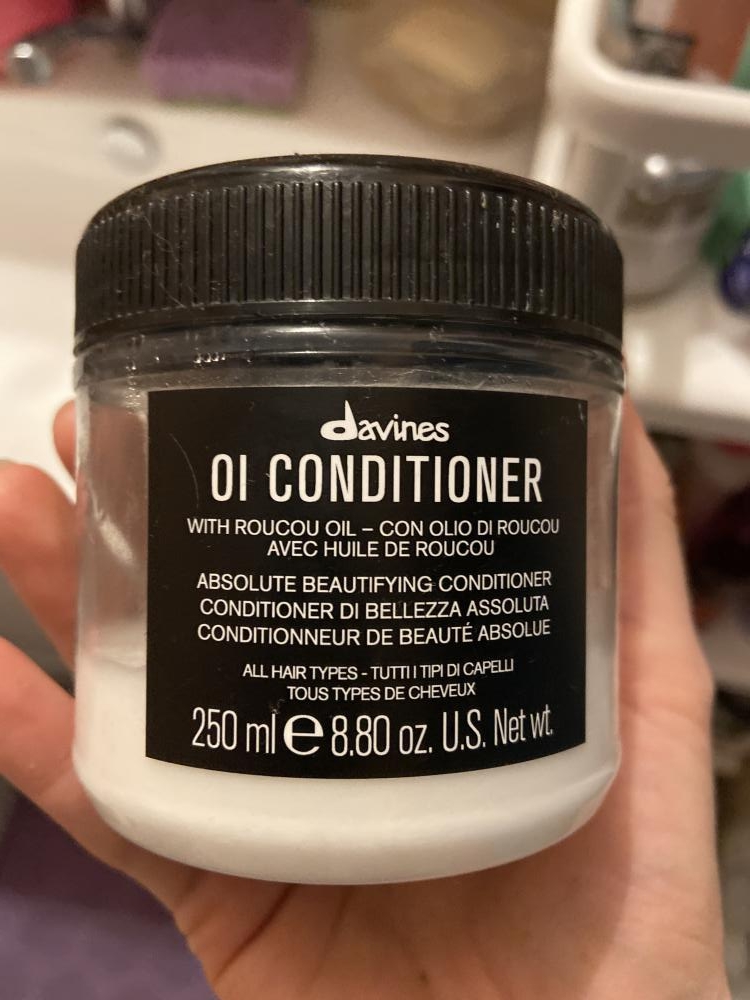 davines
OI CONDITIONER
WITH ROUCOU OIL – CON OLIO DI ROUCOU
AVEC HUILE DE ROUCOU
ABSOLUTE BEAUTIFYING CONDITIONER
CONDITIONER DI BELLEZZA ASSOLUTA
CONDITIONNEUR DE BEAUTÉ ABSOLUE
ALL HAIR TYPES - TUTTI I TIPI DI CAPELLI
TOUS TYPES DE CHEVEUX
250 ml e 8.80 oz. U.S. Net wt.